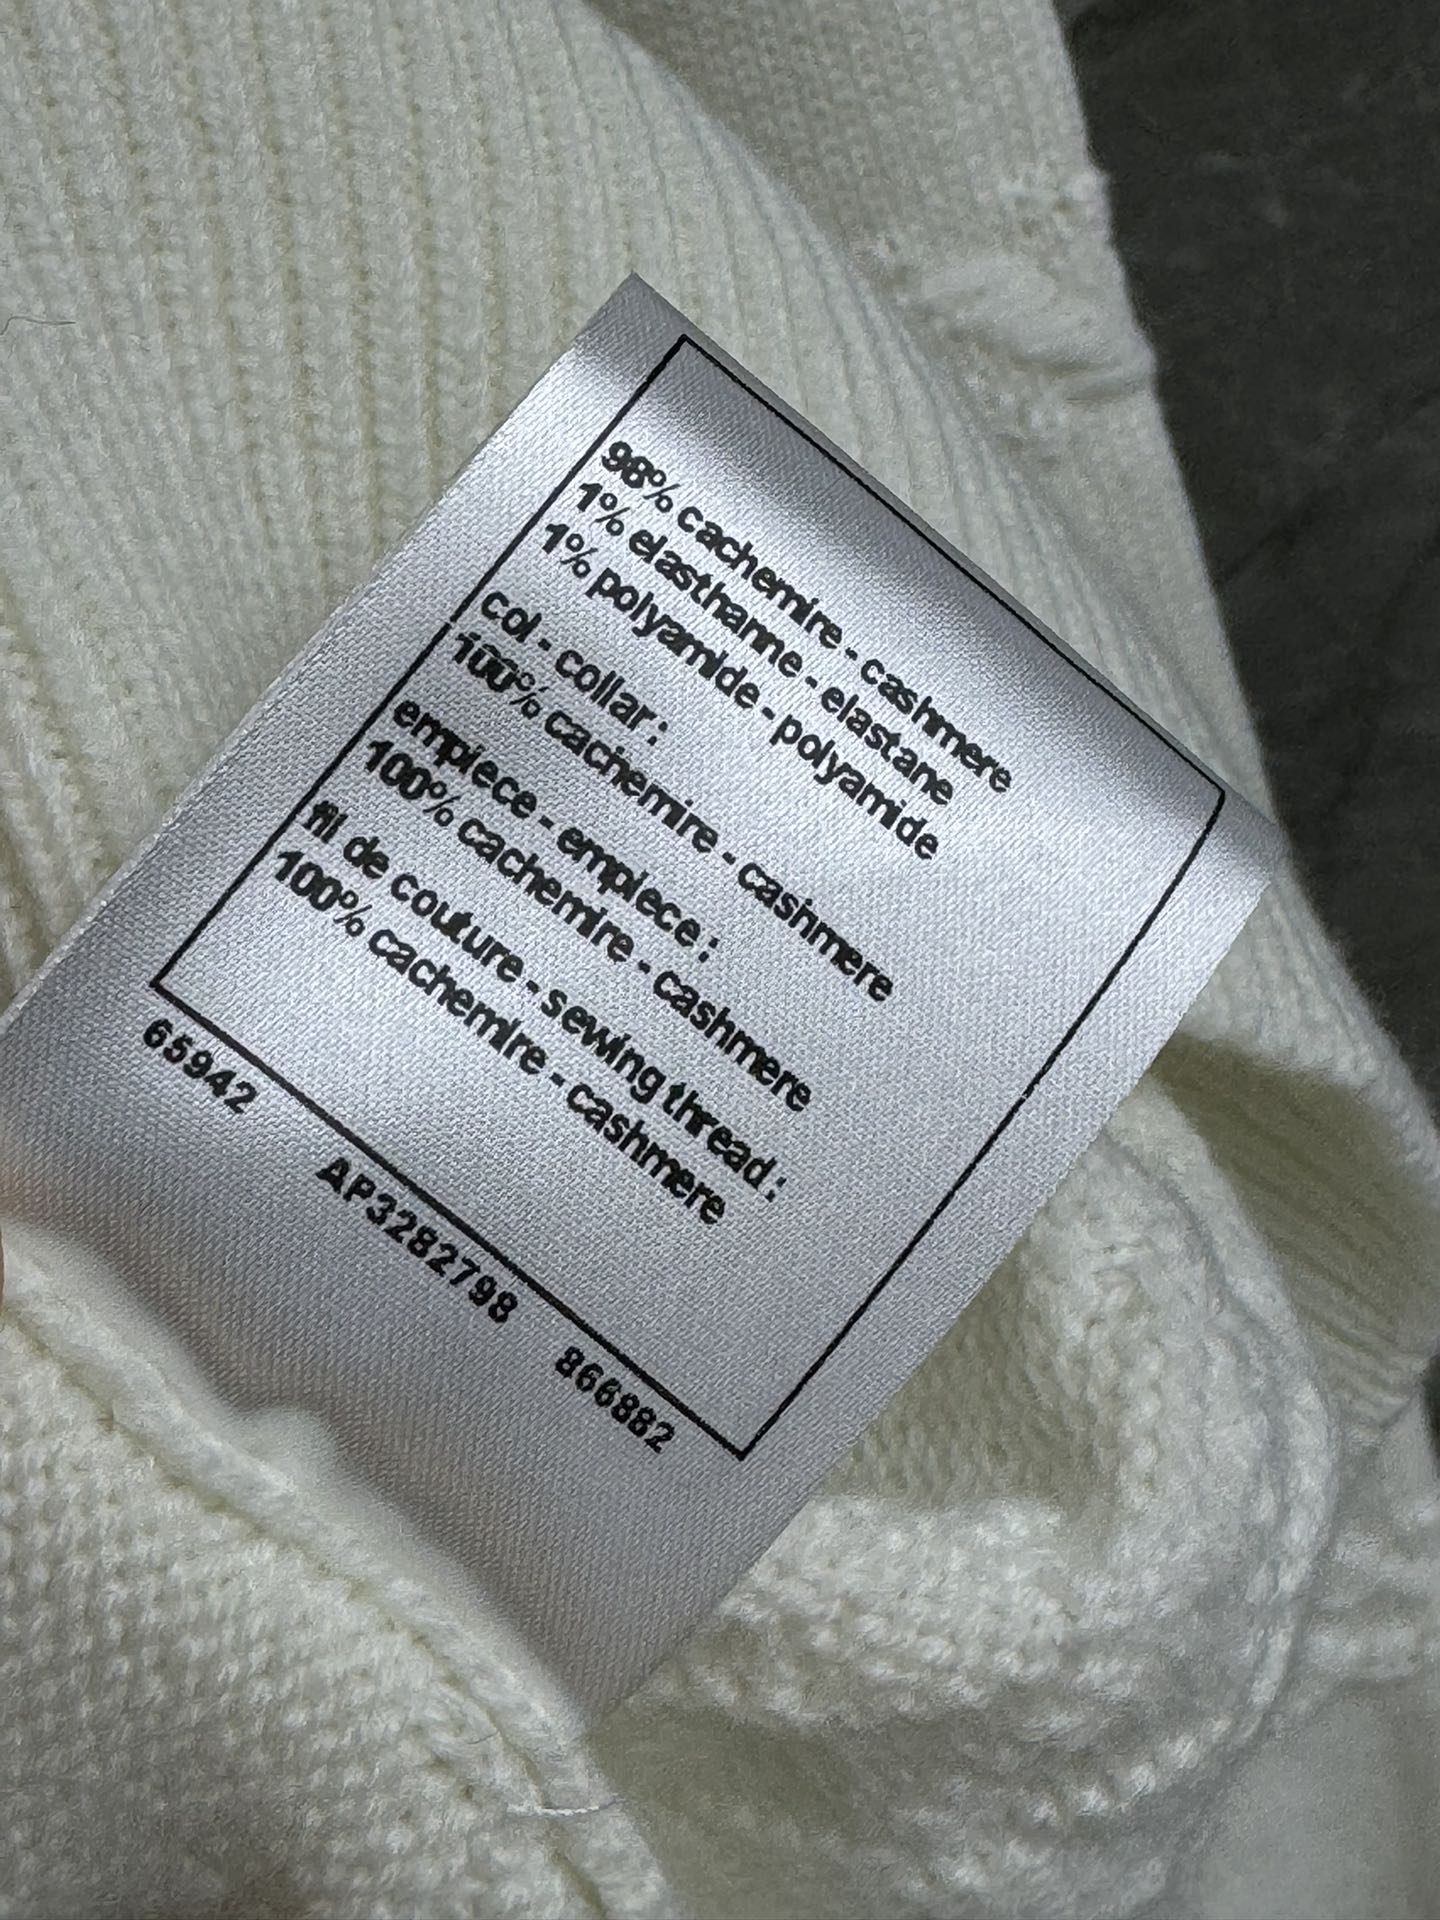 98% cachemire - cashmere
1% elasthanne - elastane
1% polyamide - polyamide
col - collar :
100% cachemire - cashmere
empiece - empiece :
100% cachemire - cashmere
fil de couture - sewing thread :
100% cachemire - cashmere
65942 AP3282798 866882